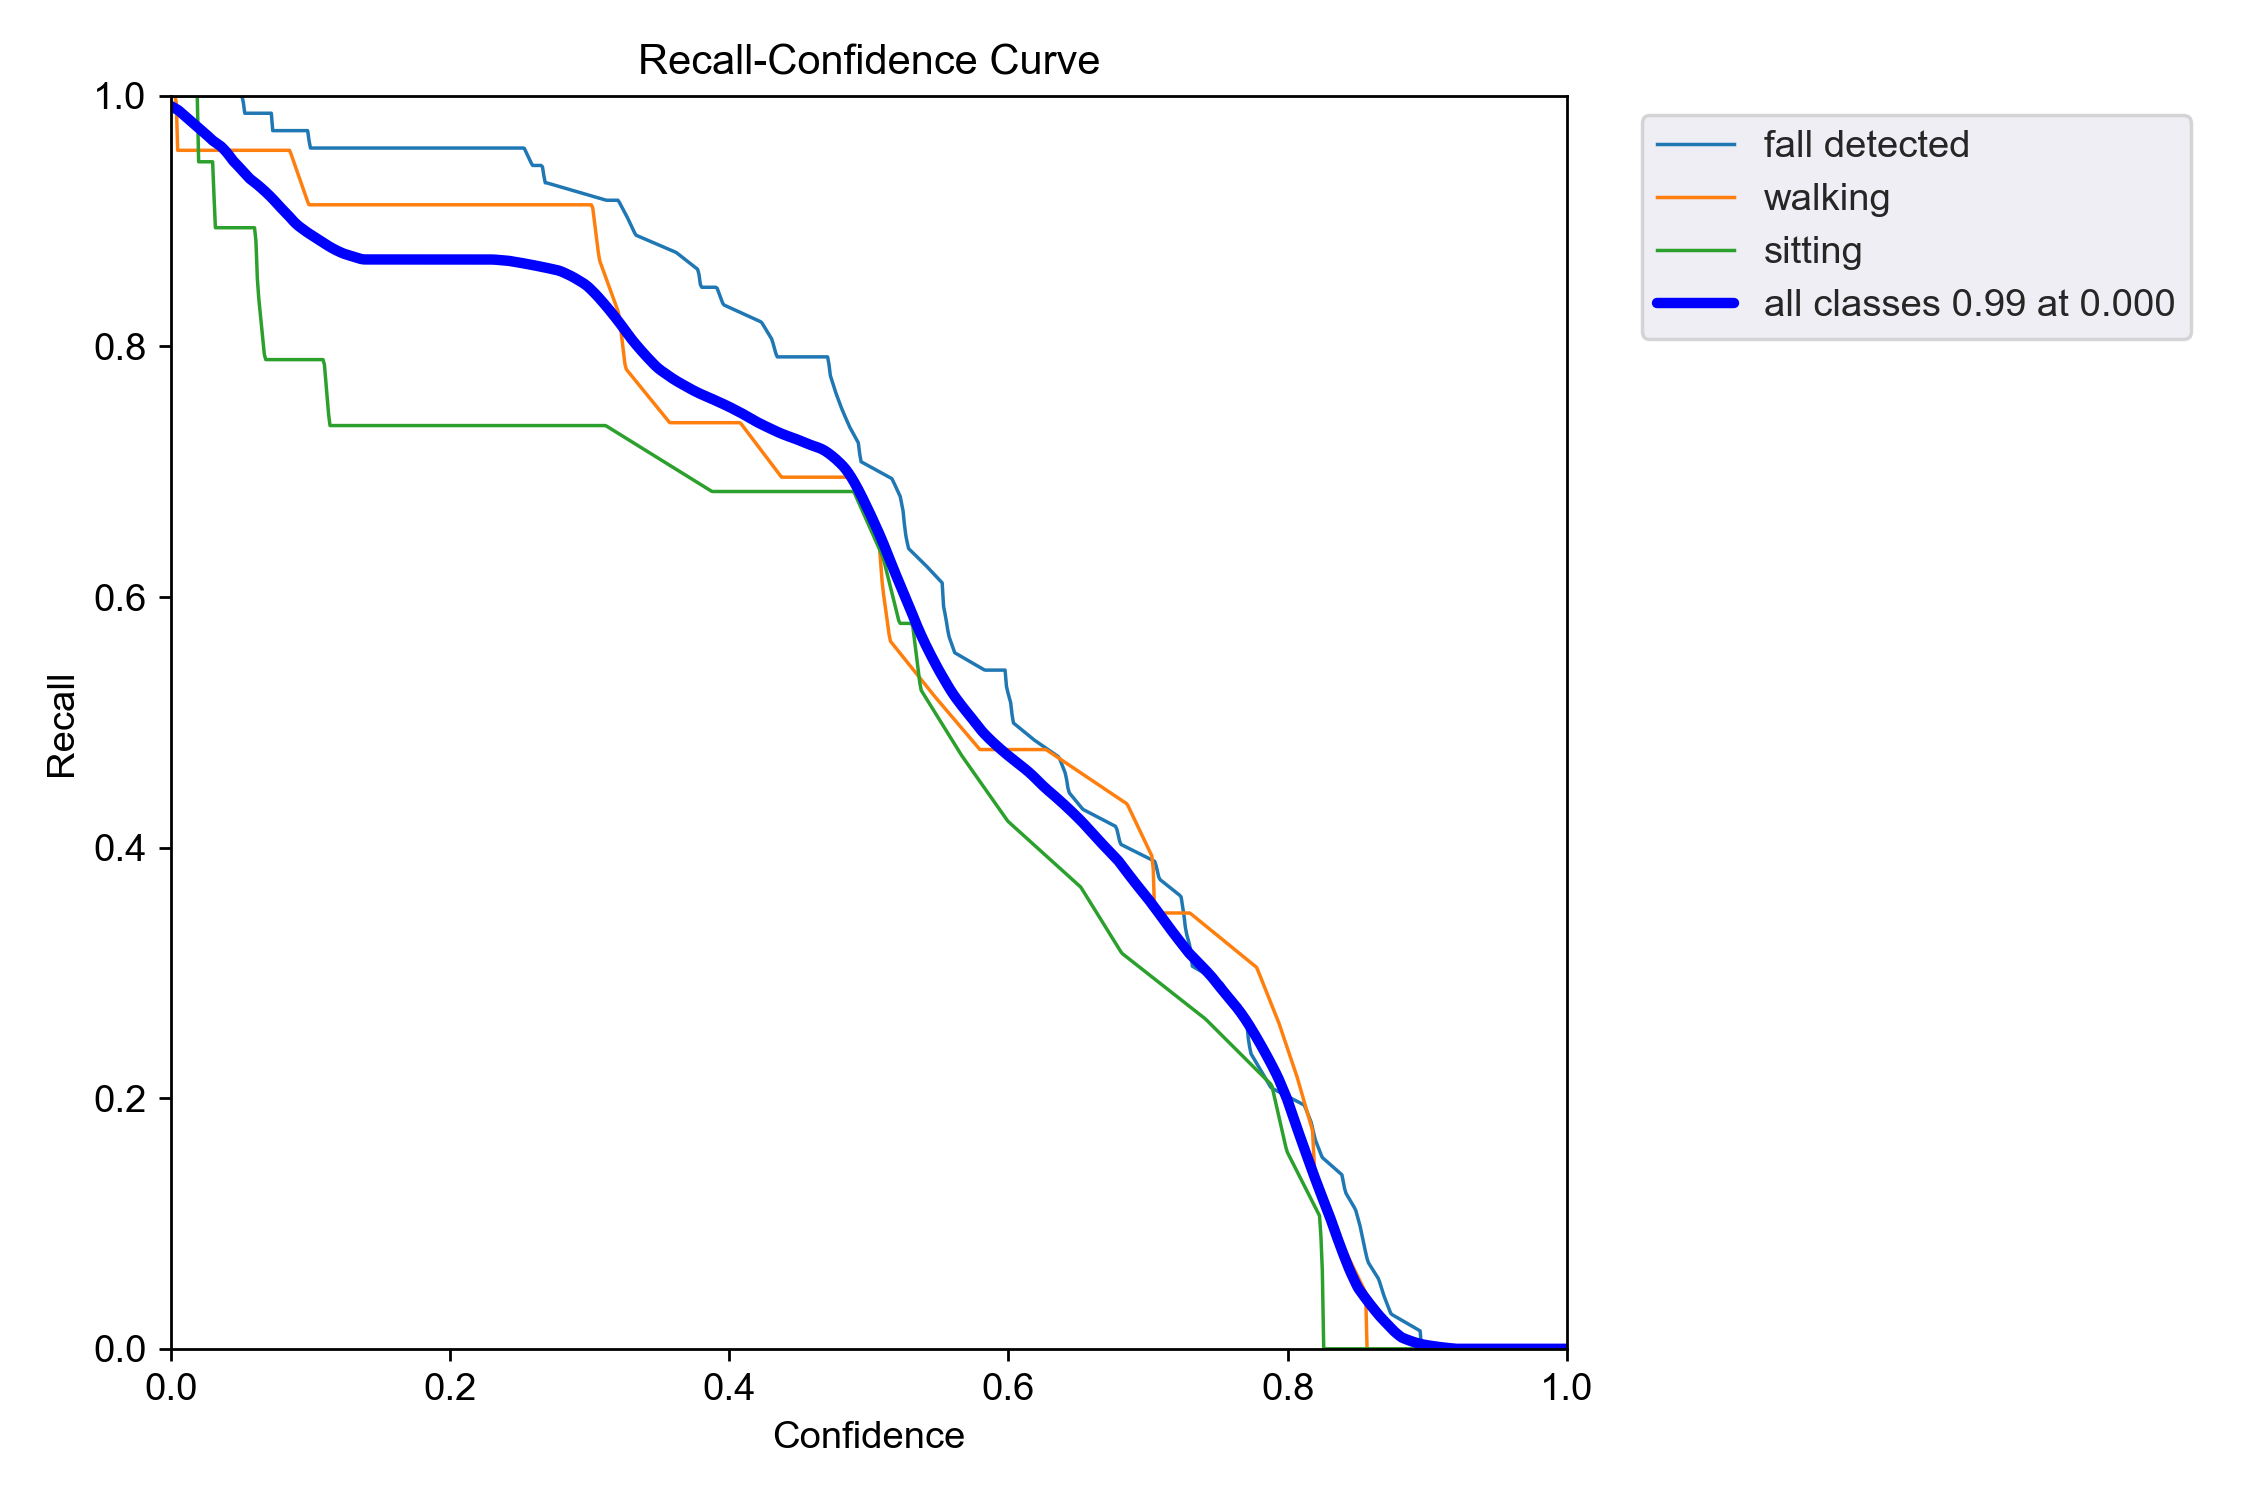 Recall-Confidence Curve
1.0
0.8
0.6
0.4
0.2
0.0
Recall
0.0 0.2 0.4 0.6 0.8 1.0
Confidence
fall detected
walking
sitting
all classes 0.99 at 0.000